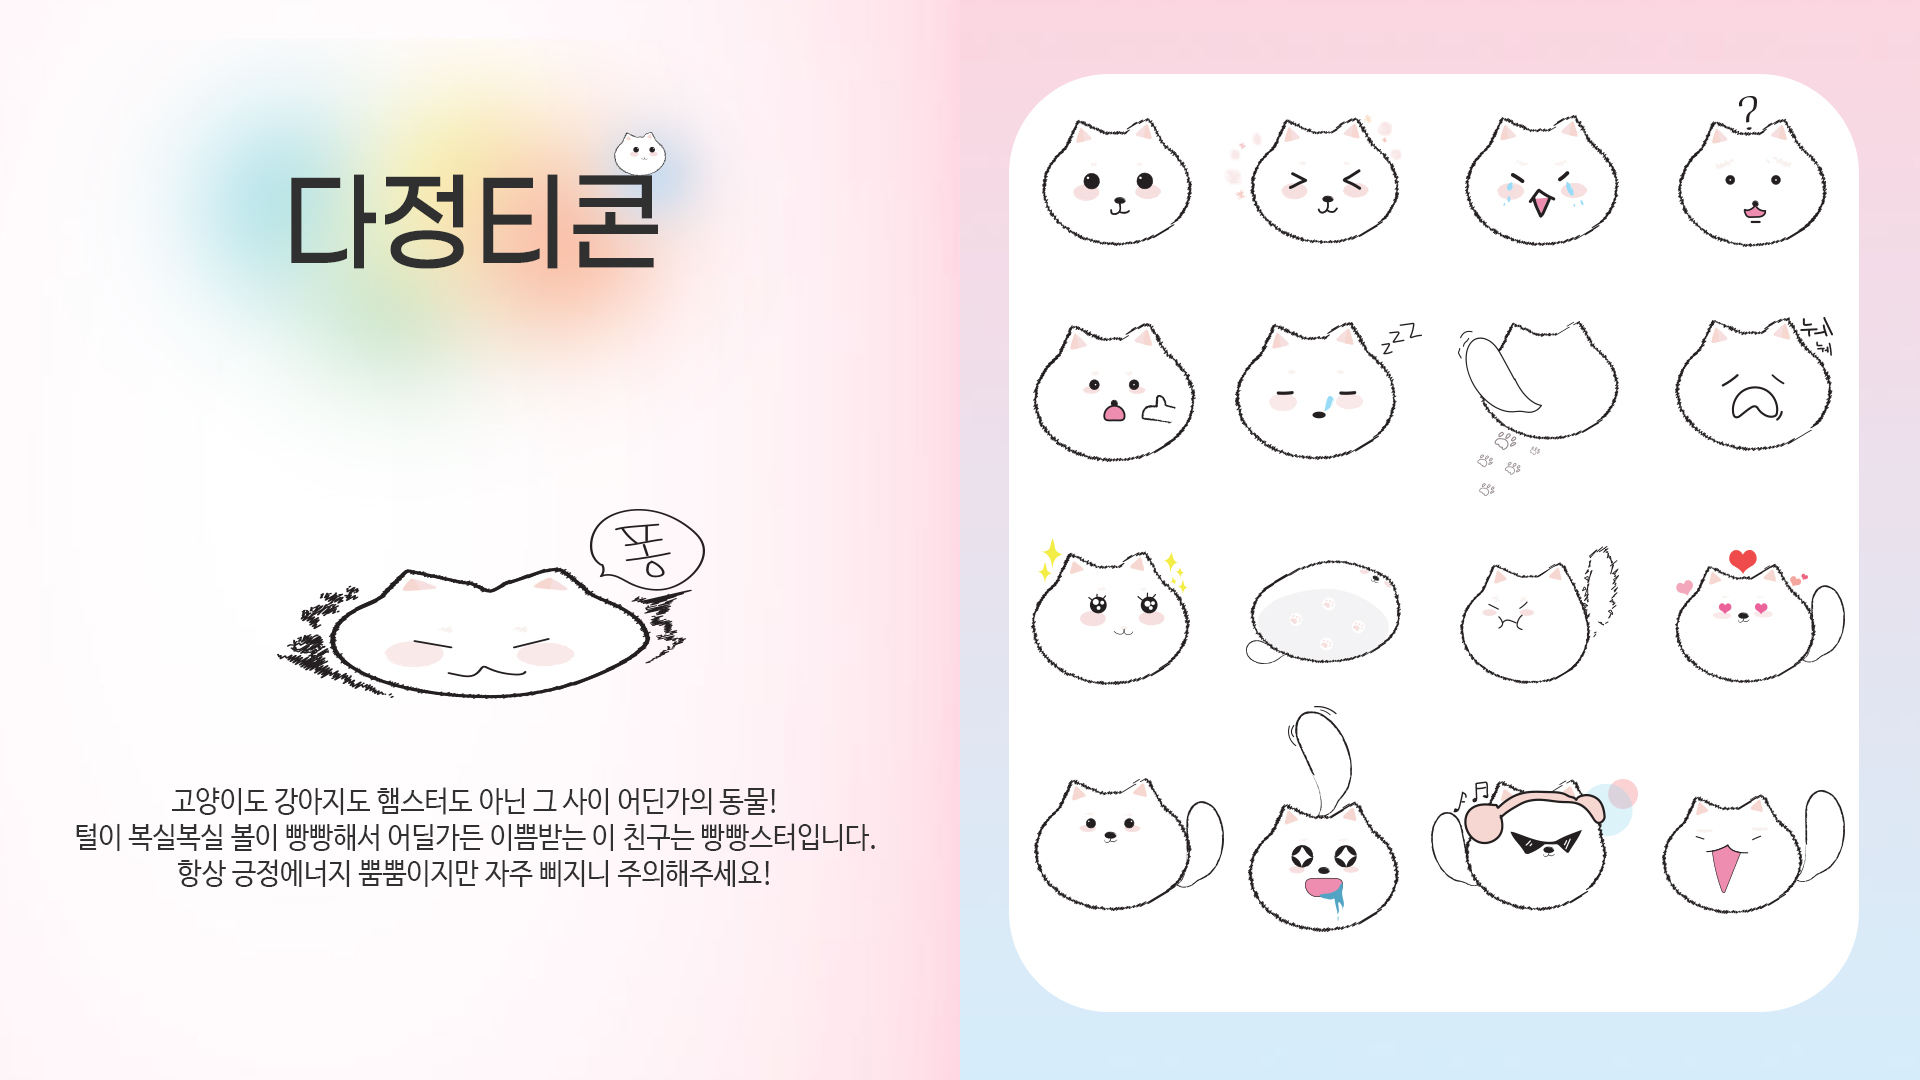 다정티콘
뽕
고양이도 강아지도 햄스터도 아닌 그 사이 어딘가의 동물!
털이 복실복실 볼이 빵빵해서 어딜가든 이쁨받는 이 친구는 빵빵스터입니다.
항상 긍정에너지 뿜뿜이지만 자주 삐지니 주의해주세요!
?
zzZ
눼
눼